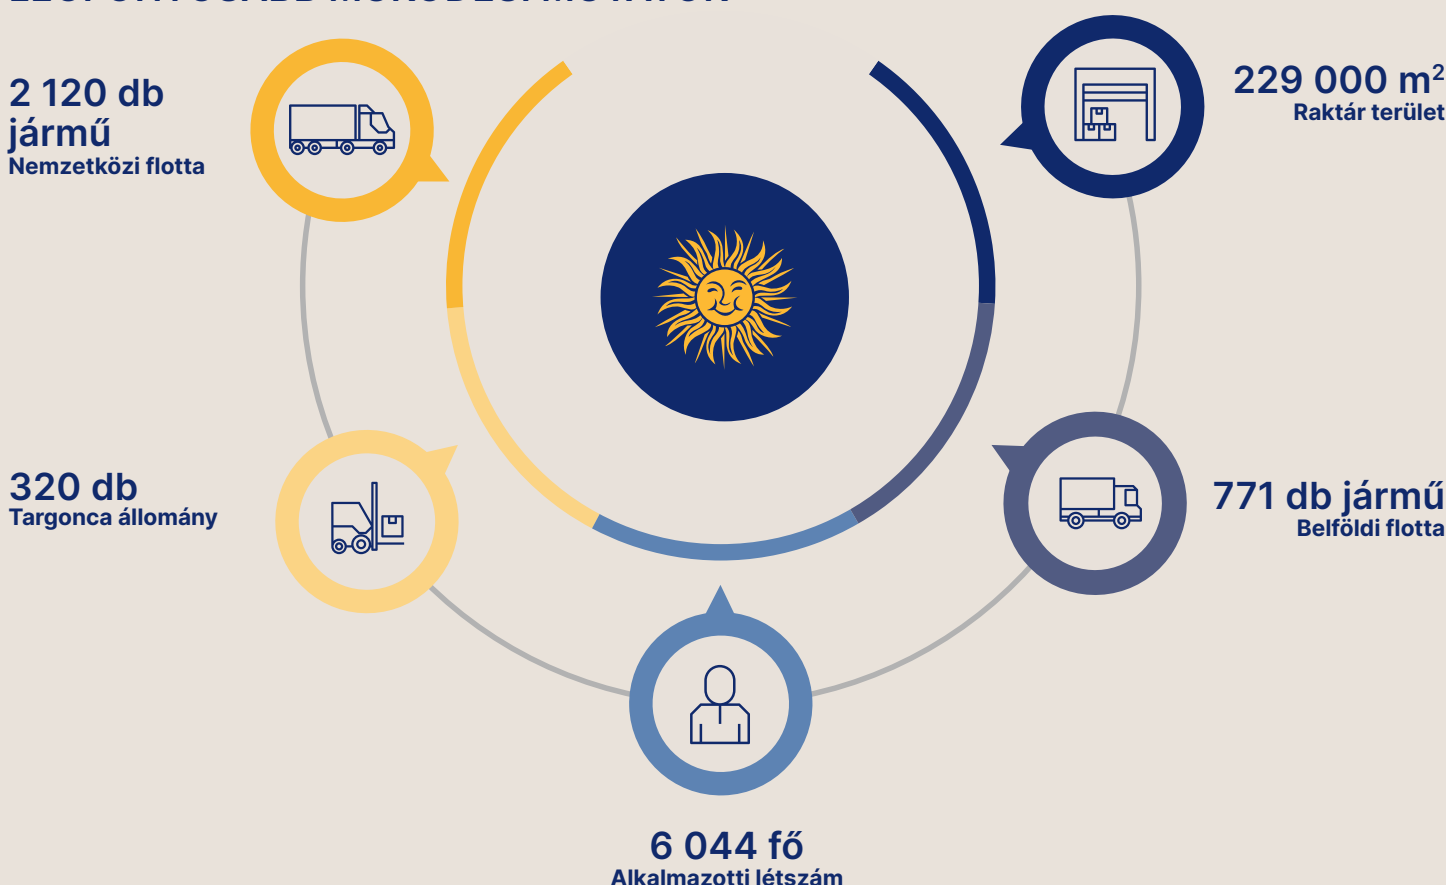 2 120 db
jármű
Nemzetközi flotta
229 000 m²
Raktár terület
320 db
Targonca állomány
771 db jármű
Belföldi flotta
6 044 fő
Alkalmazotti létszám